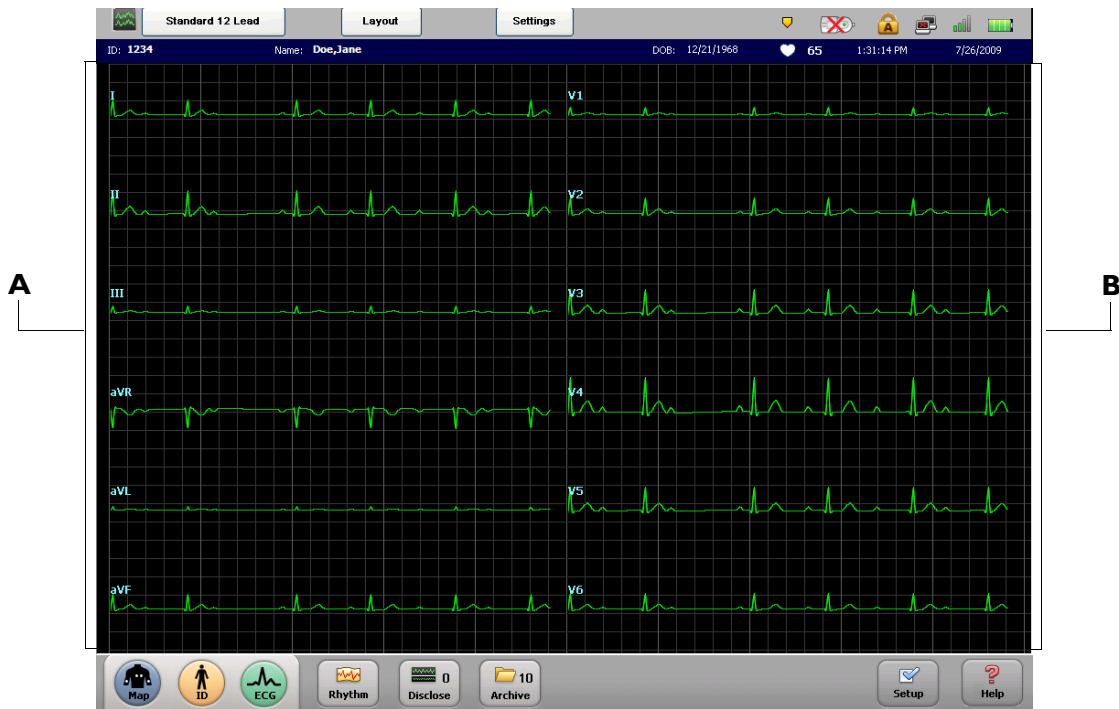 Standard 12 Lead Layout Settings A
ID: 1234 Name: Doe,Jane DOB: 12/21/1968 65 1:31:14 PM 7/26/2009
I V1
II V2
A B
III V3
aVR V4
aVL V5
aVF V6
Map ID ECG Rhythm 0 Disclose 10 Archive Setup ? Help